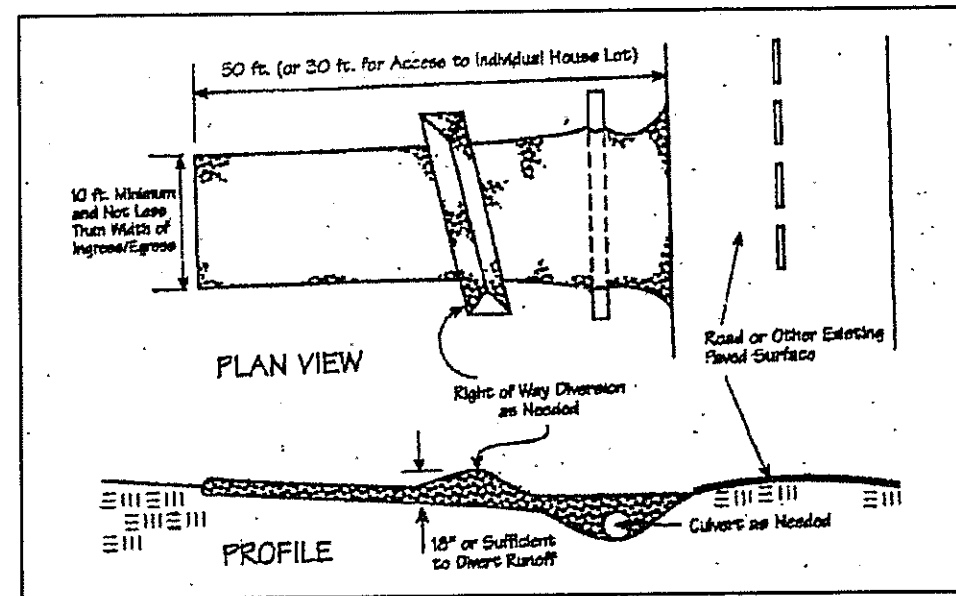 50 ft. (or 30 ft. for Access to Individual House Lot)
10 ft. Minimum
and Not Less
Than Width of
Ingress/Egress
PLAN VIEW
Right of Way Diversion
as Needed
Road or Other Existing
Paved Surface
Culvert as Needed
18" or Sufficient
to Divert Runoff
PROFILE